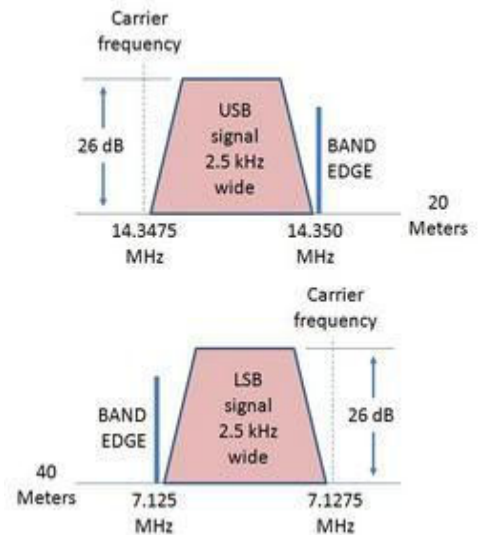 Carrier
frequency
26 dB
USB
signal
2.5 kHz
wide
BAND
EDGE
20
Meters
14.3475
MHz
14.350
MHz
Carrier
frequency
BAND
EDGE
LSB
signal
2.5 kHz
wide
26 dB
40
Meters
7.125
MHz
7.1275
MHz